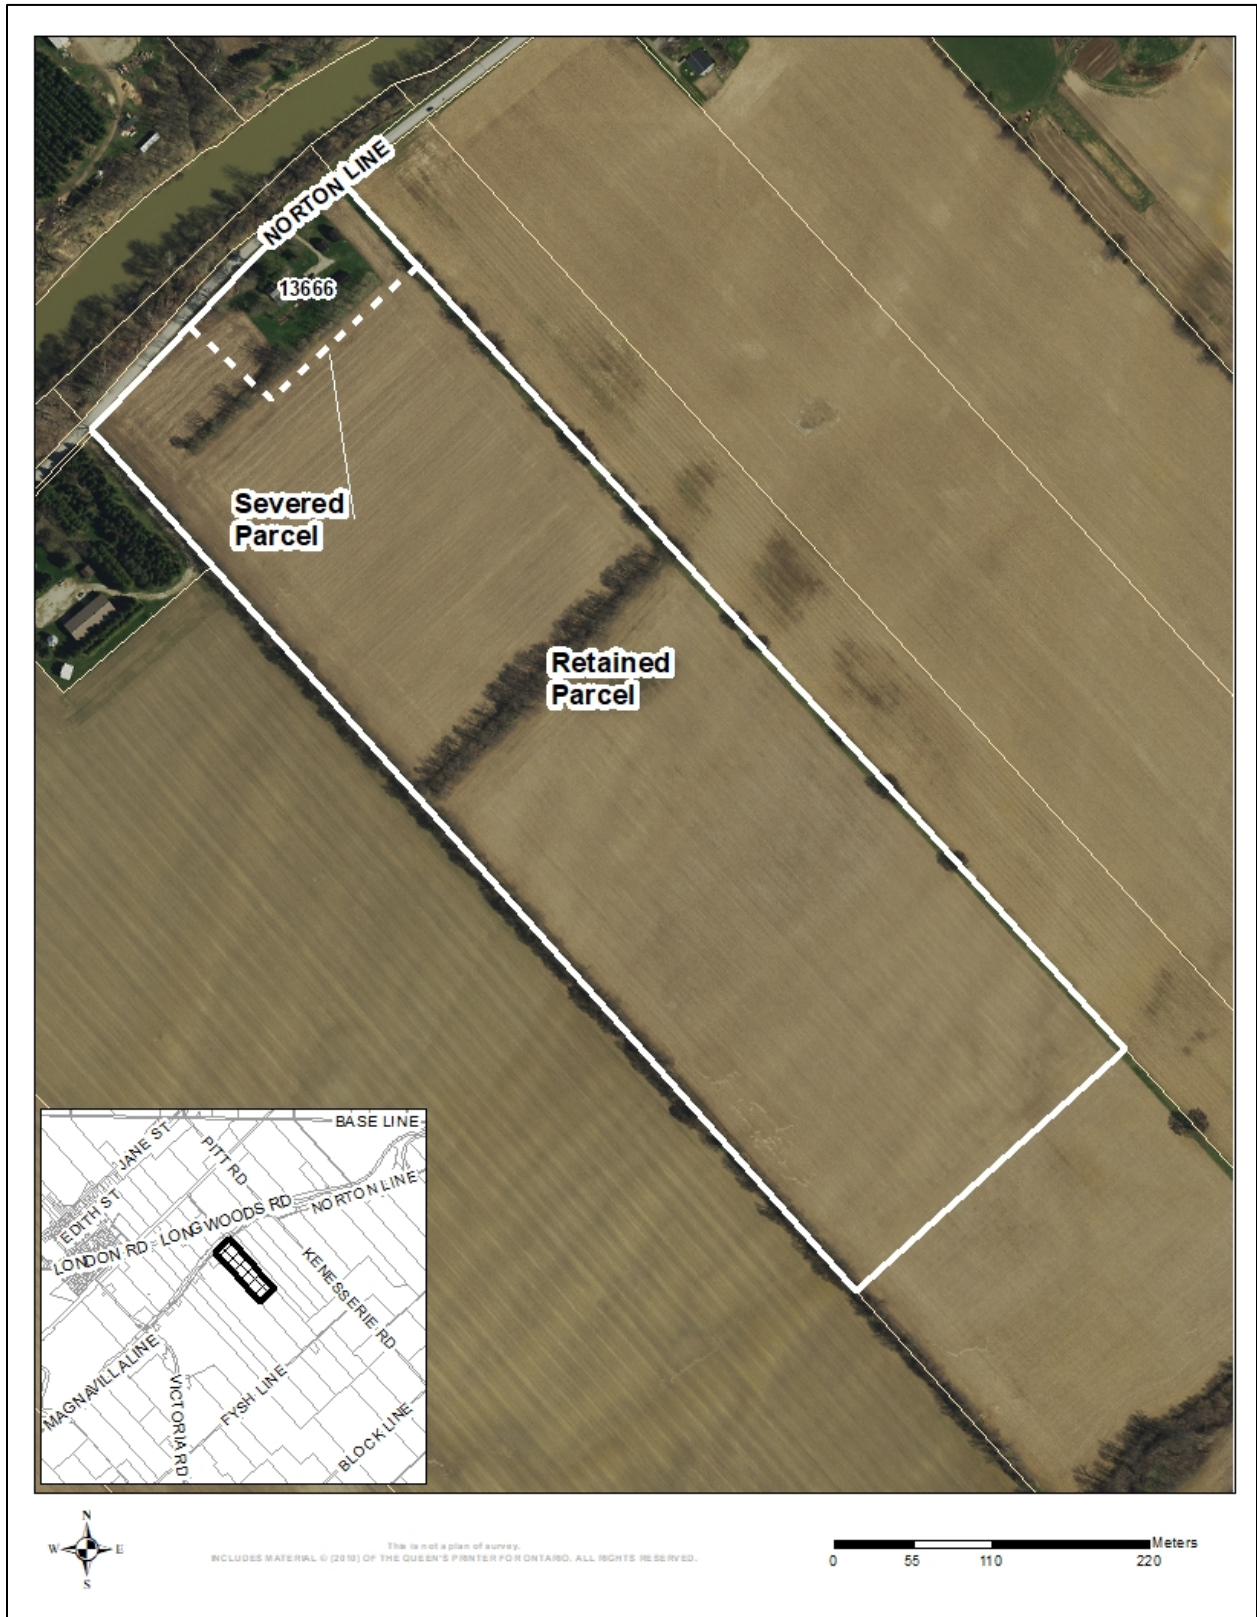 NORTON LINE
13666
Severed
Parcel
Retained
Parcel
BASE LINE
JANE ST
PITT RD
EDITH ST
NORTON LINE
LONDON RD
LONGWOODS RD
KENESSERIE RD
MAGNAVILLA LINE
VICTORIA RD
FYSH LINE
BLOCK LINE
N
W E
S
This is not a plan of survey.
INCLUDES MATERIAL © [2010] OF THE QUEEN'S PRINTER FOR ONTARIO. ALL RIGHTS RESERVED.
Meters
0 55 110 220